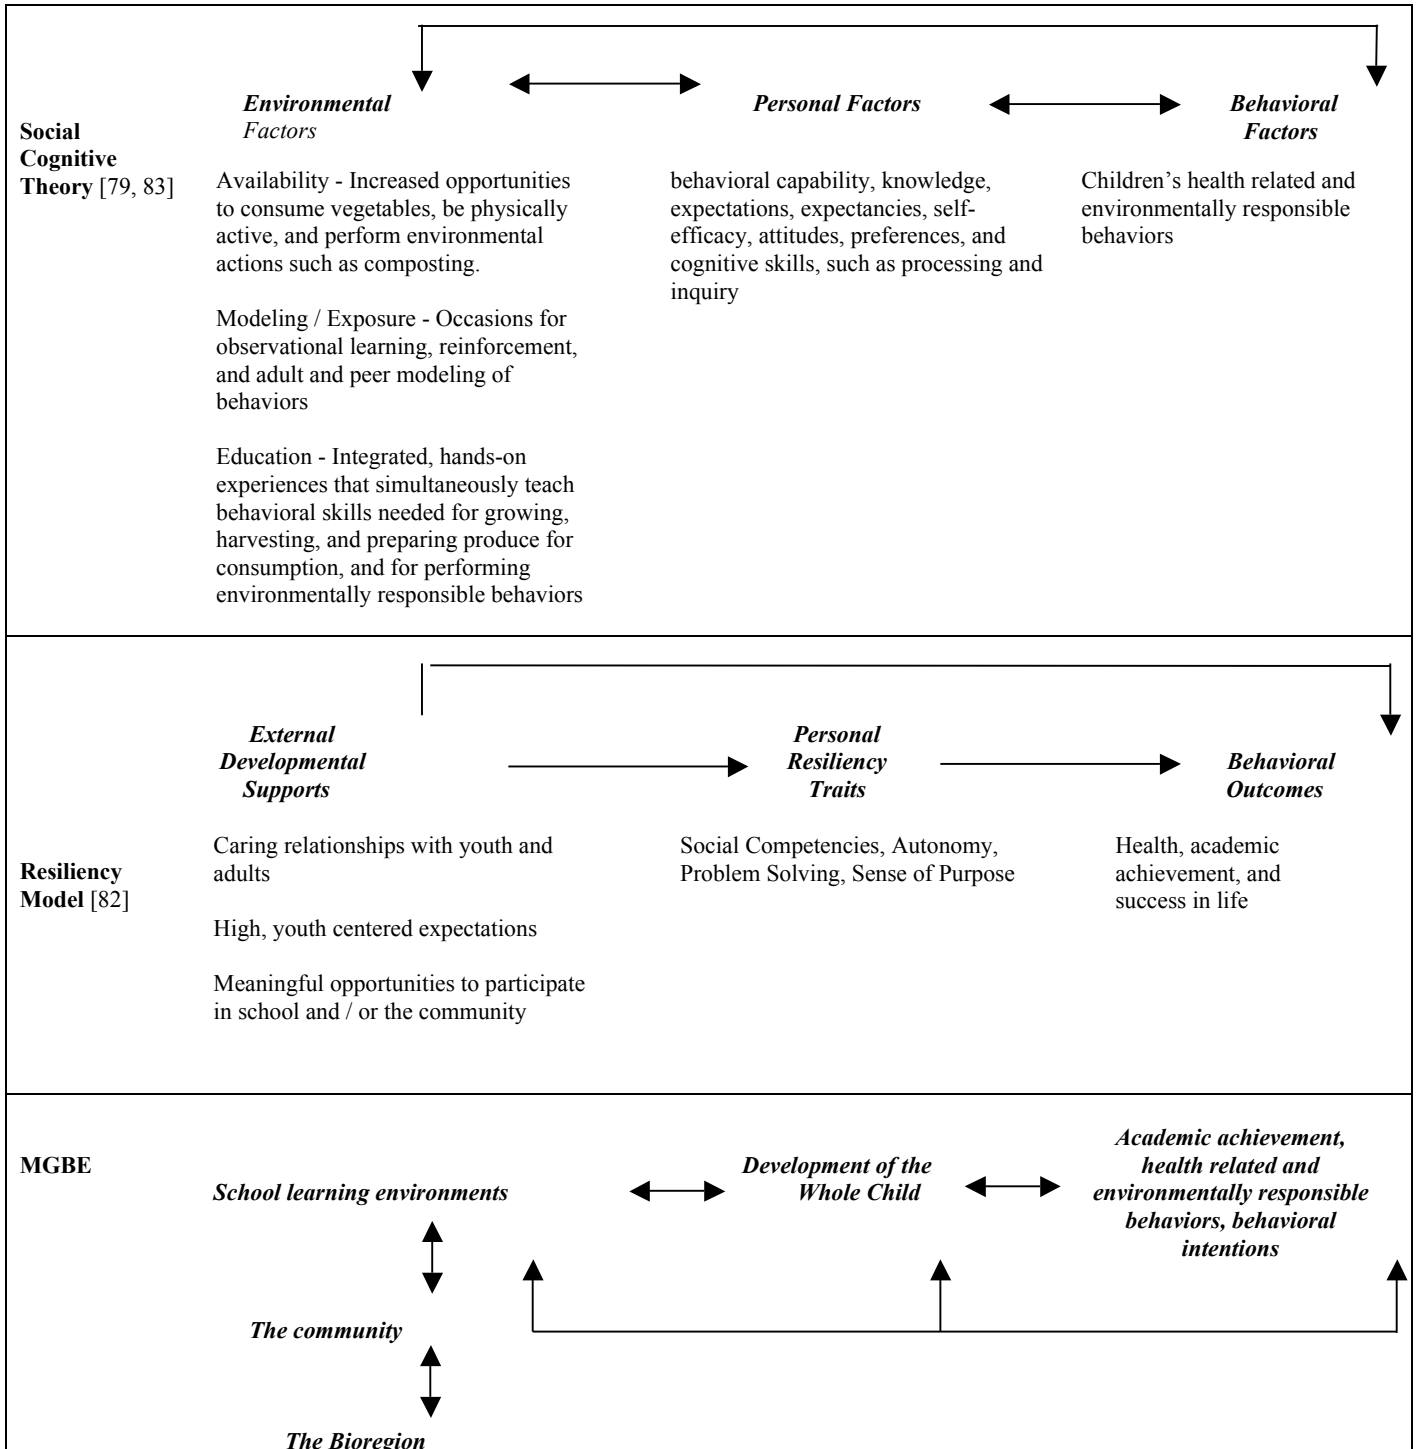 Social
Cognitive
Theory [79, 83]
Environmental
Factors
Personal Factors
Behavioral
Factors
Availability - Increased opportunities
to consume vegetables, be physically
active, and perform environmental
actions such as composting.
Modeling / Exposure - Occasions for
observational learning, reinforcement,
and adult and peer modeling of
behaviors
Education - Integrated, hands-on
experiences that simultaneously teach
behavioral skills needed for growing,
harvesting, and preparing produce for
consumption, and for performing
environmentally responsible behaviors
behavioral capability, knowledge,
expectations, expectancies, self-
efficacy, attitudes, preferences, and
cognitive skills, such as processing and
inquiry
Children's health related and
environmentally responsible
behaviors
Resiliency
Model [82]
External
Developmental
Supports
Personal
Resiliency
Traits
Behavioral
Outcomes
Caring relationships with youth and
adults
High, youth centered expectations
Meaningful opportunities to participate
in school and / or the community
Social Competencies, Autonomy,
Problem Solving, Sense of Purpose
Health, academic
achievement, and
success in life
MGBE
School learning environments
Development of the
Whole Child
Academic achievement,
health related and
environmentally responsible
behaviors, behavioral
intentions
The community
The Bioregion